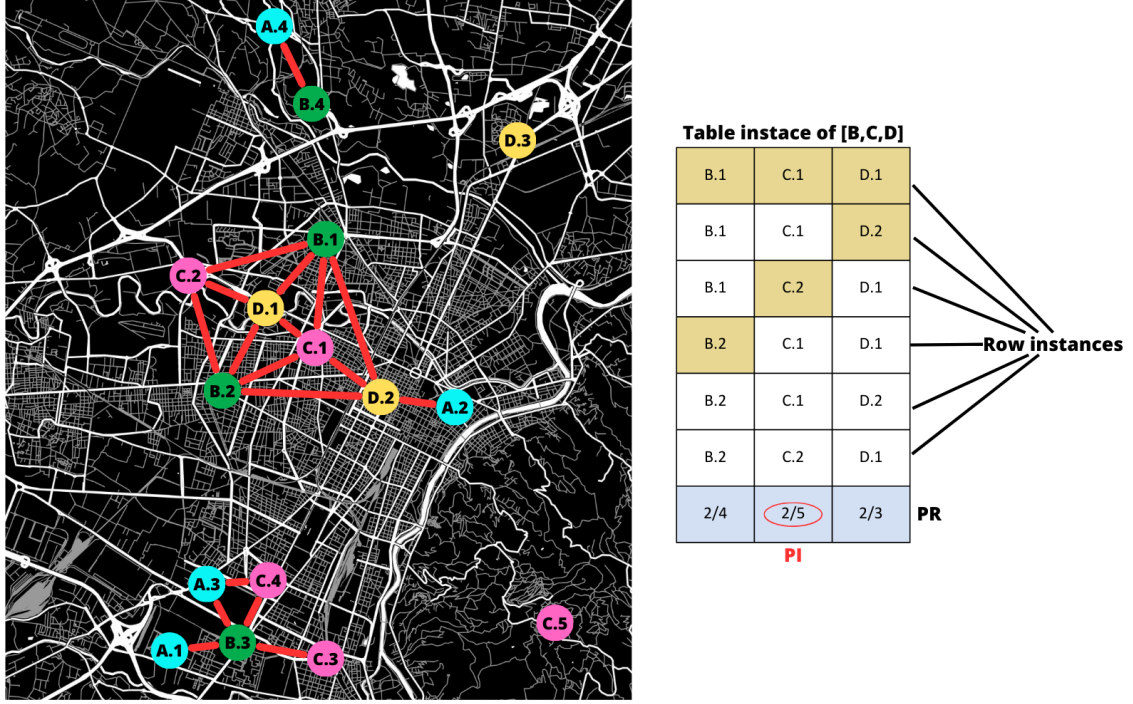 A.4
B.4
D.3
B.1
C.2
D.1
C.1
B.2
D.2
A.2
A.3
C.4
C.5
B.3
A.1
C.3
Table instace of [B,C,D]
B.1 C.1 D.1
B.1 C.1 D.2
B.1 C.2 D.1
B.2 C.1 D.1
Row instances
B.2 C.1 D.2
B.2 C.2 D.1
2/4 2/5 2/3 PR
PI